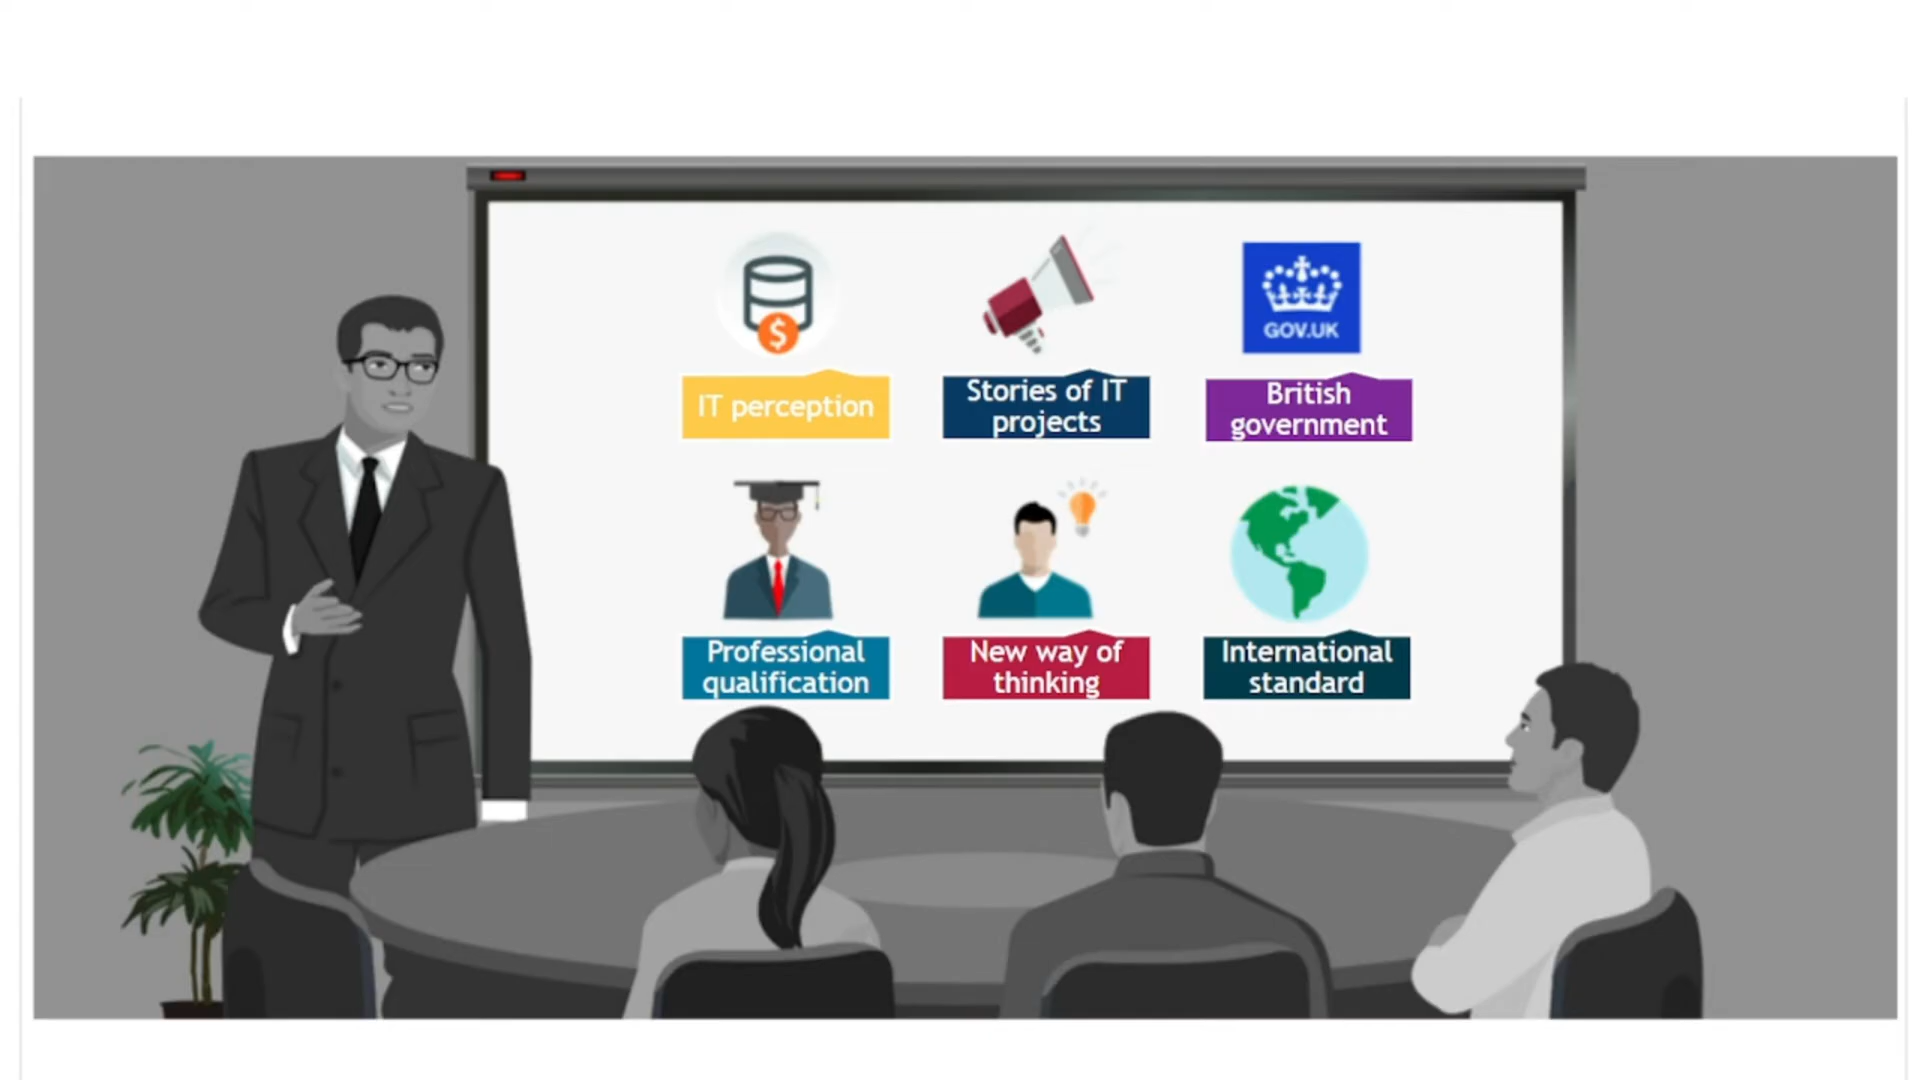 GOV.UK
IT perception
Stories of IT
projects
British
government
Professional
qualification
New way of
thinking
International
standard